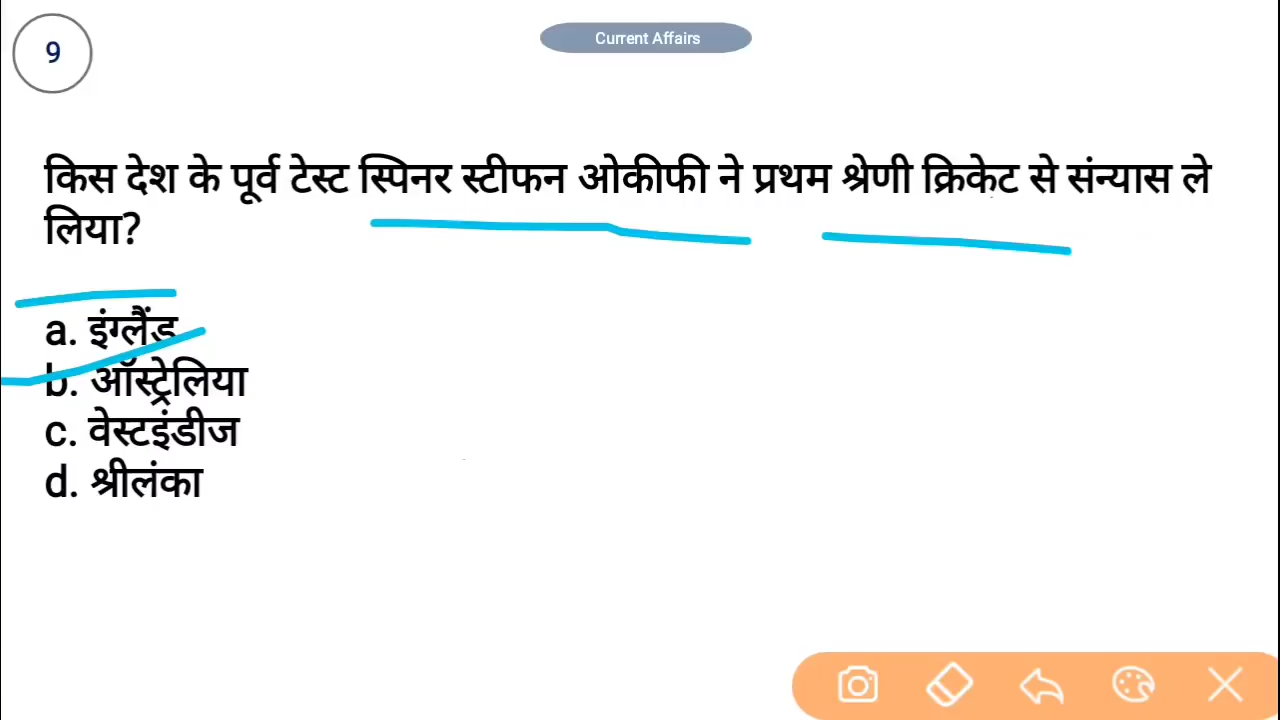 9
Current Affairs
किस देश के पूर्व टेस्ट स्पिनर स्टीफन ओकीफी ने प्रथम श्रेणी क्रिकेट से संन्यास ले
लिया?
a. इंग्लैंड
b. ऑस्ट्रेलिया
c. वेस्टइंडीज
d. श्रीलंका